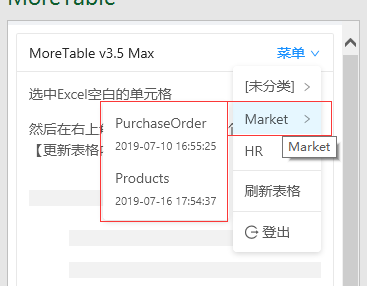 MoreTable
MoreTable v3.5 Max
菜单
选中Excel空白的单元格
[未分类]
PurchaseOrder
2019-07-10 16:55:25
Market
然后在右上
个
Market
【更新表格
HR
Products
2019-07-16 17:54:37
刷新表格
登出